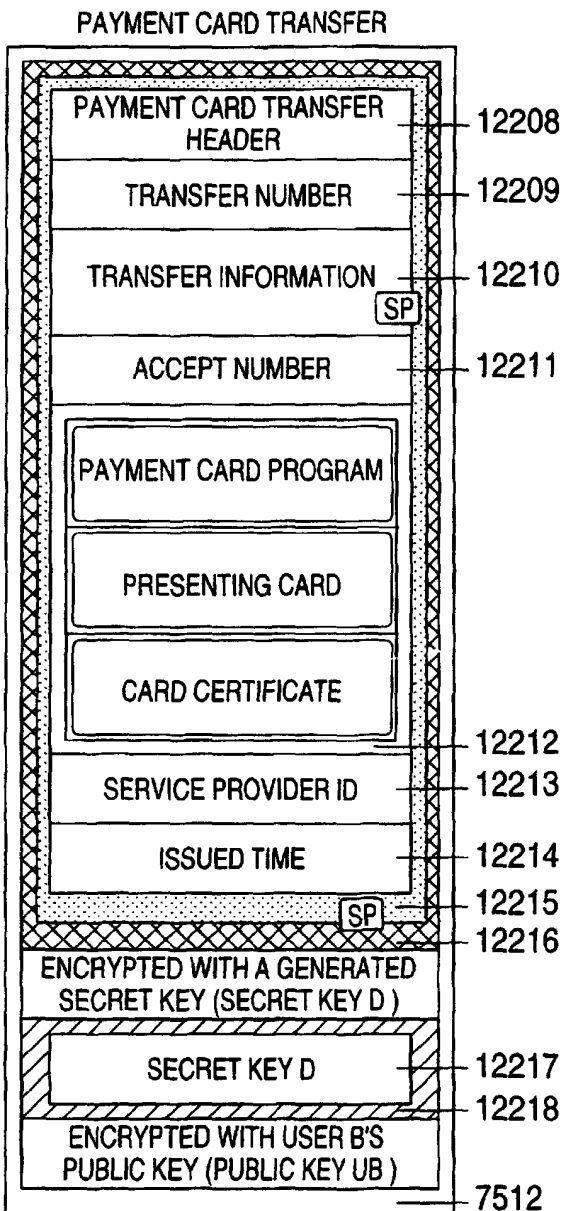 PAYMENT CARD TRANSFER
PAYMENT CARD TRANSFER
HEADER
12208
TRANSFER NUMBER
12209
TRANSFER INFORMATION
12210
SP
ACCEPT NUMBER
12211
PAYMENT CARD PROGRAM
PRESENTING CARD
CARD CERTIFICATE
12212
SERVICE PROVIDER ID
12213
ISSUED TIME
12214
SP
12215
12216
ENCRYPTED WITH A GENERATED
SECRET KEY (SECRET KEY D )
SECRET KEY D
12217
12218
ENCRYPTED WITH USER B'S
PUBLIC KEY (PUBLIC KEY UB )
7512